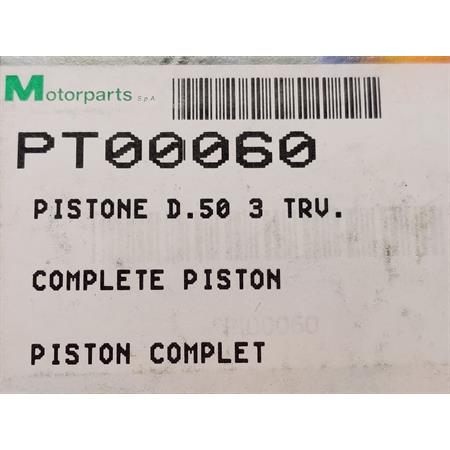 Motorparts S.p.A
PT00060
PISTONE D.50 3 TRV.
COMPLETE PISTON
PISTON COMPLET